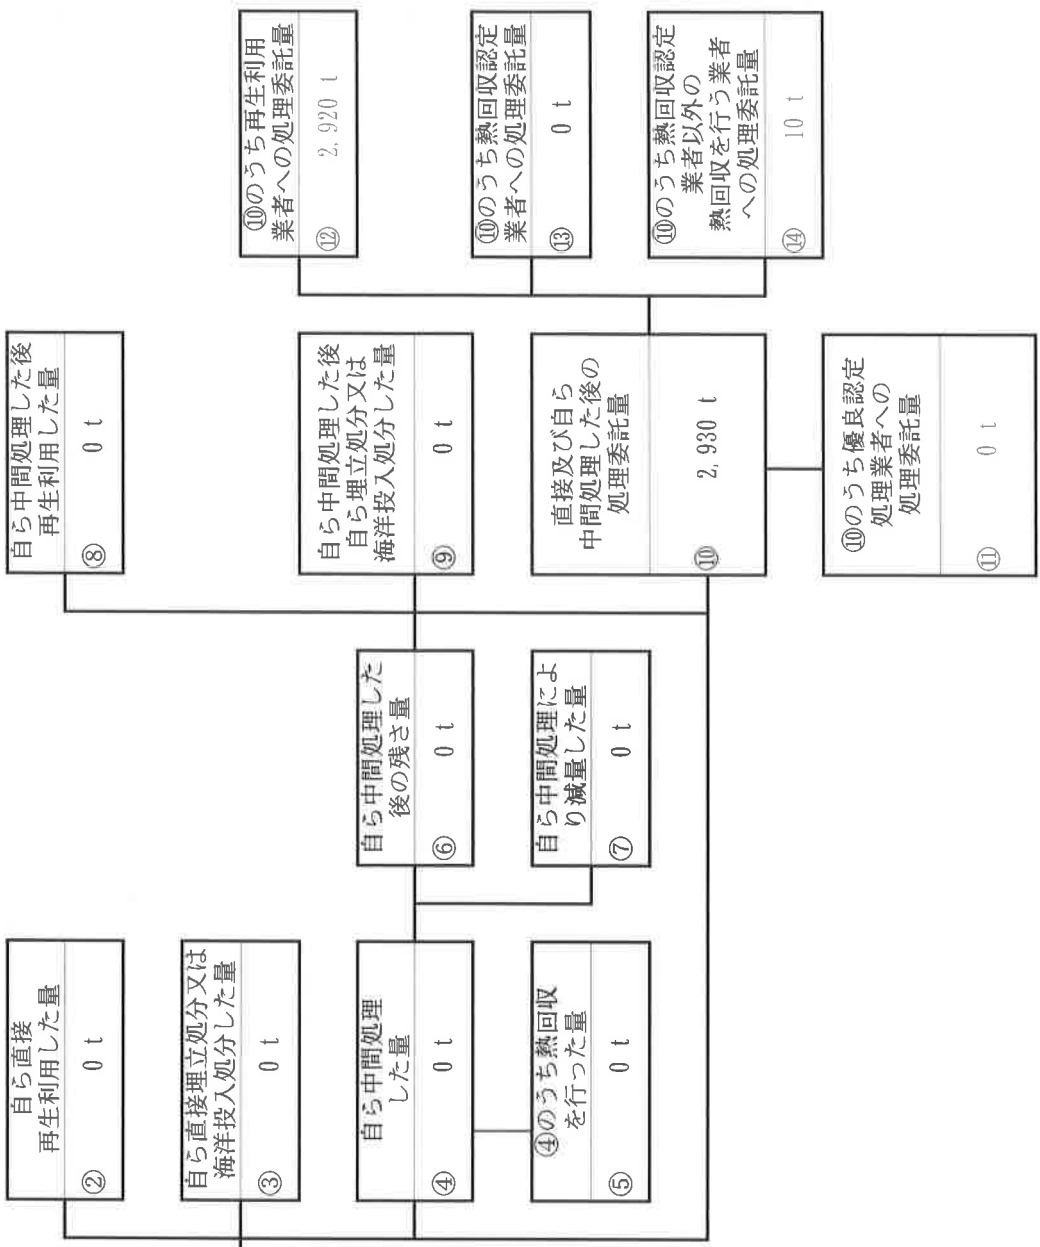 自ら直接
再生利用した量
② 0 t
自ら直接埋立処分又は
海洋投入処分した量
③ 0 t
自ら中間処理
した量
④ 0 t
④のうち熱回収
を行った量
⑤ 0 t
自ら中間処理した
後の残さ量
⑥ 0 t
自ら中間処理によ
り減量した量
⑦ 0 t
自ら中間処理した後
再生利用した量
⑧ 0 t
自ら中間処理した後
自ら埋立処分又は
海洋投入処分した量
⑨ 0 t
直接及び自ら
中間処理した後の
処理委託量
⑩ 2,930 t
⑩のうち優良認定
処理業者への
処理委託量
⑪ 0 t
⑩のうち再生利用
業者への処理委託量
⑫ 2,920 t
⑩のうち熱回収認定
業者への処理委託量
⑬ 0 t
⑩のうち熱回収認定
業者以外の
熱回収を行う業者
への処理委託量
⑭ 10 t